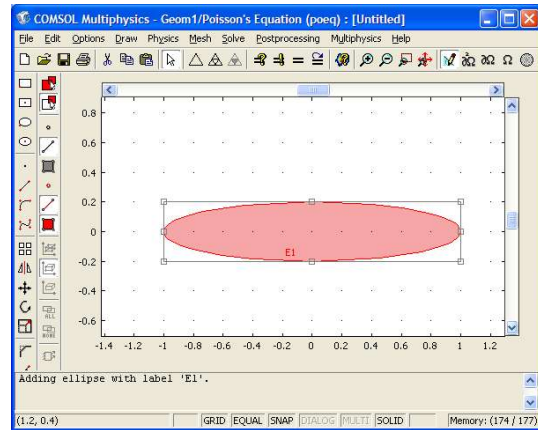 COMSOL Multiphysics - Geom1/Poisson's Equation (poeq) : [Untitled]
File Edit Options Draw Physics Mesh Solve Postprocessing Multiphysics Help
0.8
0.6
0.4
0.2
0
-0.2
-0.4
-0.6
E1
-1.4 -1.2 -1 -0.8 -0.6 -0.4 -0.2 0 0.2 0.4 0.6 0.8 1 1.2
ALL
NONE
Adding ellipse with label 'E1'.
(1.2, 0.4) GRID EQUAL SNAP DIALOG MULTI SOLID Memory: (174 / 177)